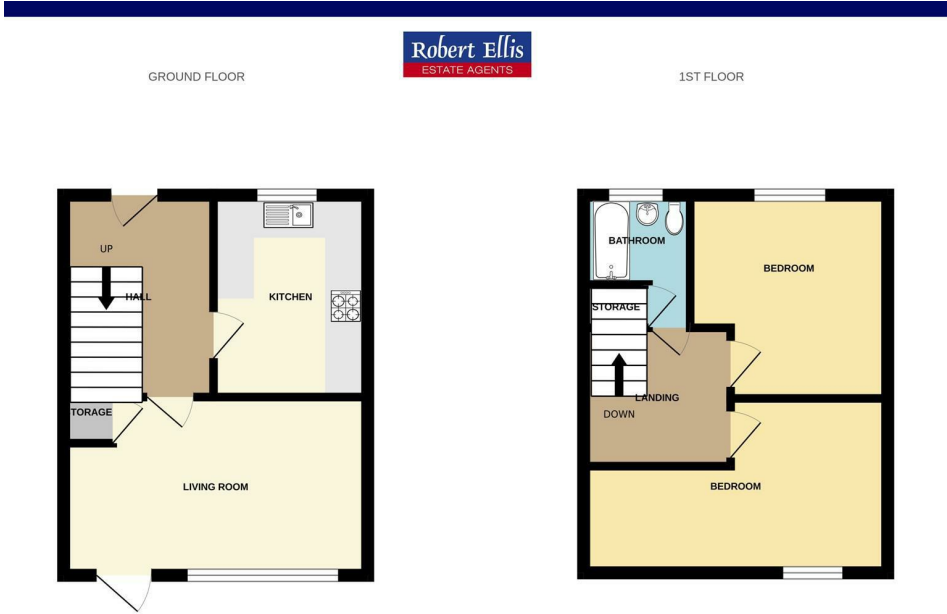 Robert Ellis
ESTATE AGENTS
GROUND FLOOR
1ST FLOOR
UP
HALL
KITCHEN
TORAGE
LIVING ROOM
BATHROOM
BEDROOM
STORAGE
LANDING
DOWN
BEDROOM